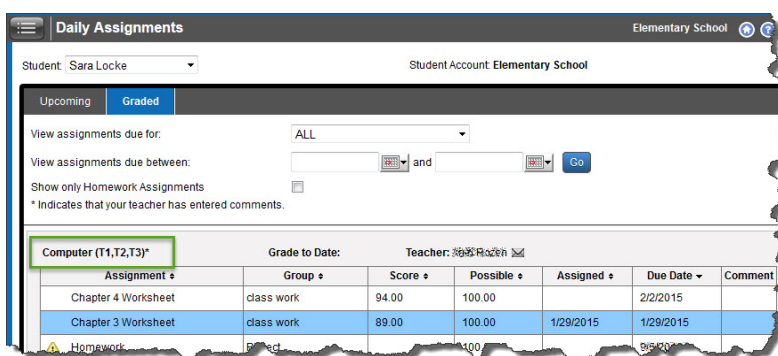 Daily Assignments Elementary School
Student: Sara Locke Student Account: Elementary School
Upcoming Graded
View assignments due for: ALL
View assignments due between: and Go
Show only Homework Assignments
* Indicates that your teacher has entered comments.
Computer (T1,T2,T3)* Grade to Date: Teacher:
Assignment Group Score Possible Assigned Due Date Comment
Chapter 4 Worksheet class work 94.00 100.00 2/2/2015
Chapter 3 Worksheet class work 89.00 100.00 1/29/2015 1/29/2015
Homework